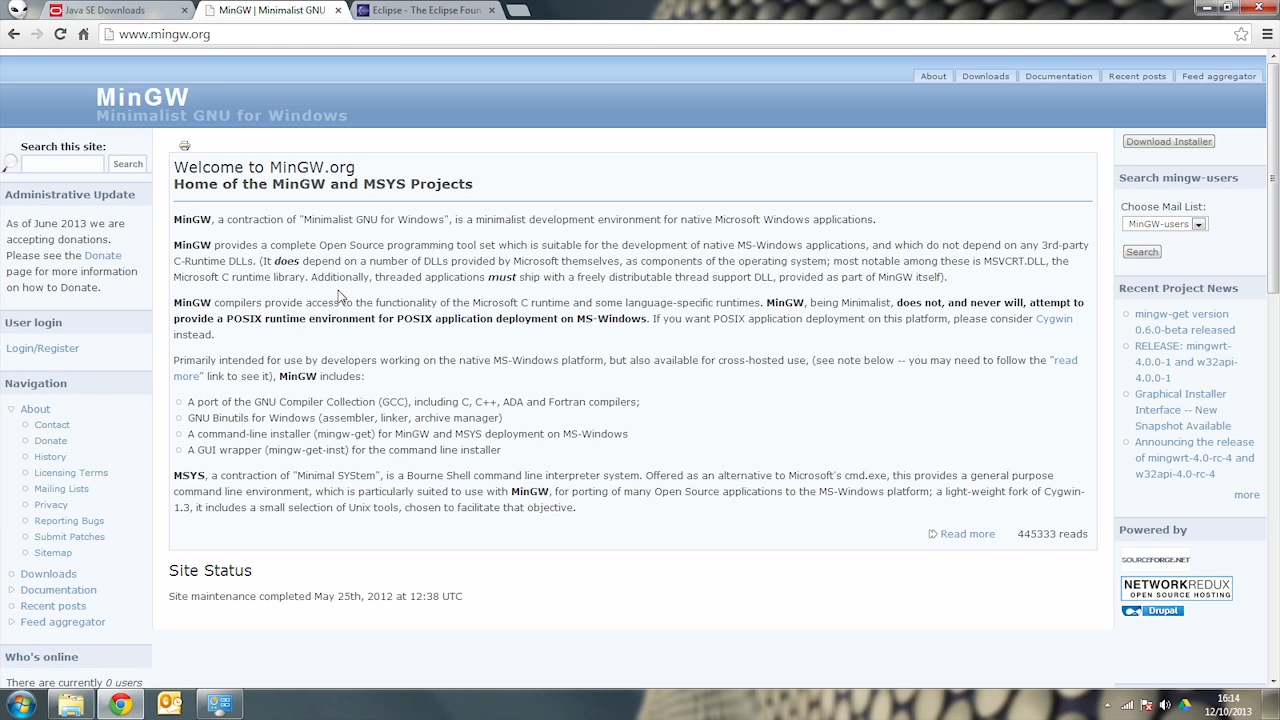 Java SE Downloads
MinGW | Minimalist GNU
Eclipse - The Eclipse Foun
www.mingw.org
About
Downloads
Documentation
Recent posts
Feed aggregator
MinGW
Minimalist GNU for Windows
Search this site:
Search
Administrative Update
As of June 2013 we are
accepting donations.
Please see the Donate
page for more information
on how to Donate.
User login
Login/Register
Navigation
About
Contact
Donate
History
Licensing Terms
Mailing Lists
Privacy
Reporting Bugs
Submit Patches
Sitemap
Downloads
Documentation
Recent posts
Feed aggregator
Who's online
There are currently 0 users
Welcome to MinGW.org
Home of the MinGW and MSYS Projects
MinGW, a contraction of "Minimalist GNU for Windows", is a minimalist development environment for native Microsoft Windows applications.
MinGW provides a complete Open Source programming tool set which is suitable for the development of native MS-Windows applications, and which do not depend on any 3rd-party
C-Runtime DLLs. (It does depend on a number of DLLs provided by Microsoft themselves, as components of the operating system; most notable among these is MSVCRT.DLL, the
Microsoft C runtime library. Additionally, threaded applications must ship with a freely distributable thread support DLL, provided as part of MinGW itself).
MinGW compilers provide access to the functionality of the Microsoft C runtime and some language-specific runtimes. MinGW, being Minimalist, does not, and never will, attempt to
provide a POSIX runtime environment for POSIX application deployment on MS-Windows. If you want POSIX application deployment on this platform, please consider Cygwin
instead.
Primarily intended for use by developers working on the native MS-Windows platform, but also available for cross-hosted use, (see note below -- you may need to follow the "read
more" link to see it), MinGW includes:
A port of the GNU Compiler Collection (GCC), including C, C++, ADA and Fortran compilers;
GNU Binutils for Windows (assembler, linker, archive manager)
A command-line installer (mingw-get) for MinGW and MSYS deployment on MS-Windows
A GUI wrapper (mingw-get-inst) for the command line installer
MSYS, a contraction of "Minimal SYStem", is a Bourne Shell command line interpreter system. Offered as an alternative to Microsoft's cmd.exe, this provides a general purpose
command line environment, which is particularly suited to use with MinGW, for porting of many Open Source applications to the MS-Windows platform; a light-weight fork of Cygwin-
1.3, it includes a small selection of Unix tools, chosen to facilitate that objective.
Read more
445333 reads
Site Status
Site maintenance completed May 25th, 2012 at 12:38 UTC
Download Installer
Search mingw-users
Choose Mail List:
MinGW-users
Search
Recent Project News
mingw-get version
0.6.0-beta released
RELEASE: mingwrt-
4.0.0-1 and w32api-
4.0.0-1
Graphical Installer
Interface -- New
Snapshot Available
Announcing the release
of mingwrt-4.0-rc-4 and
w32api-4.0-rc-4
more
Powered by
SOURCEFORGE.NET
NETWORKREDUX
OPEN SOURCE HOSTING
Drupal
16:14
12/10/2013